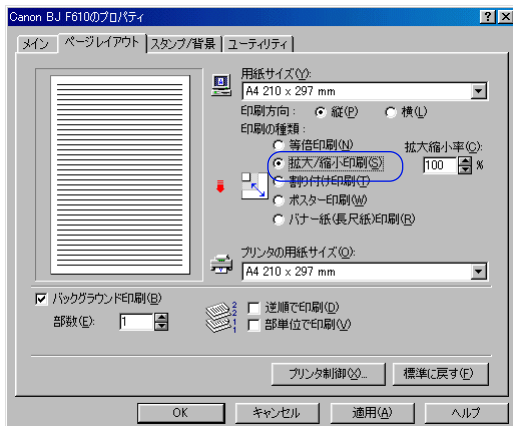 Canon BJ F610のプロパティ
メイン ページレイアウト スタンプ/背景 ユーティリティ
用紙サイズ(Y):
A4 210 x 297 mm
印刷方向: 縦(P) 横(L)
印刷の種類:
等倍印刷(N) 拡大縮小率(C):
拡大/縮小印刷(S) 100 %
割り付け印刷(T)
ポスター印刷(W)
バナー紙(長尺紙)印刷(R)
プリンタの用紙サイズ(O):
A4 210 x 297 mm
バックグラウンド印刷(B)
部数(E): 1
2 2 1 1
逆順で印刷(D)
部単位で印刷(V)
プリンタ制御(X)... 標準に戻す(F)
OK キャンセル 適用(A) ヘルプ